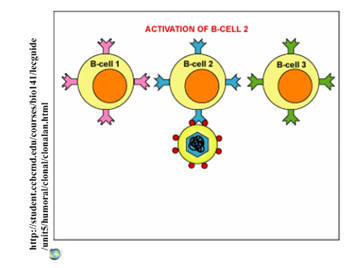 ACTIVATION OF B-CELL 2
B-cell 1
B-cell 2
B-cell 3
http://student.ccbcmd.edu/courses/bio141/lecguide
/unit5/humoral/clonal/clonalan.html